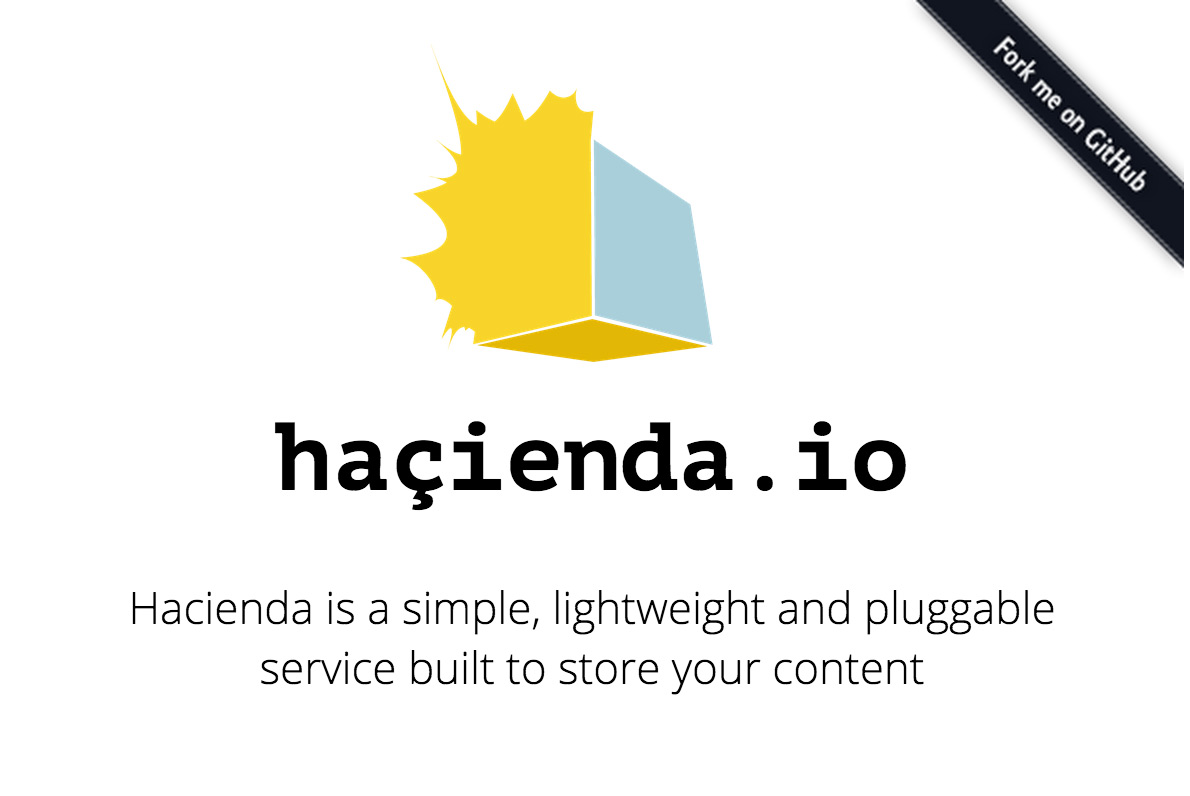 Fork me on GitHub
haçienda.io
Hacienda is a simple, lightweight and pluggable
service built to store your content